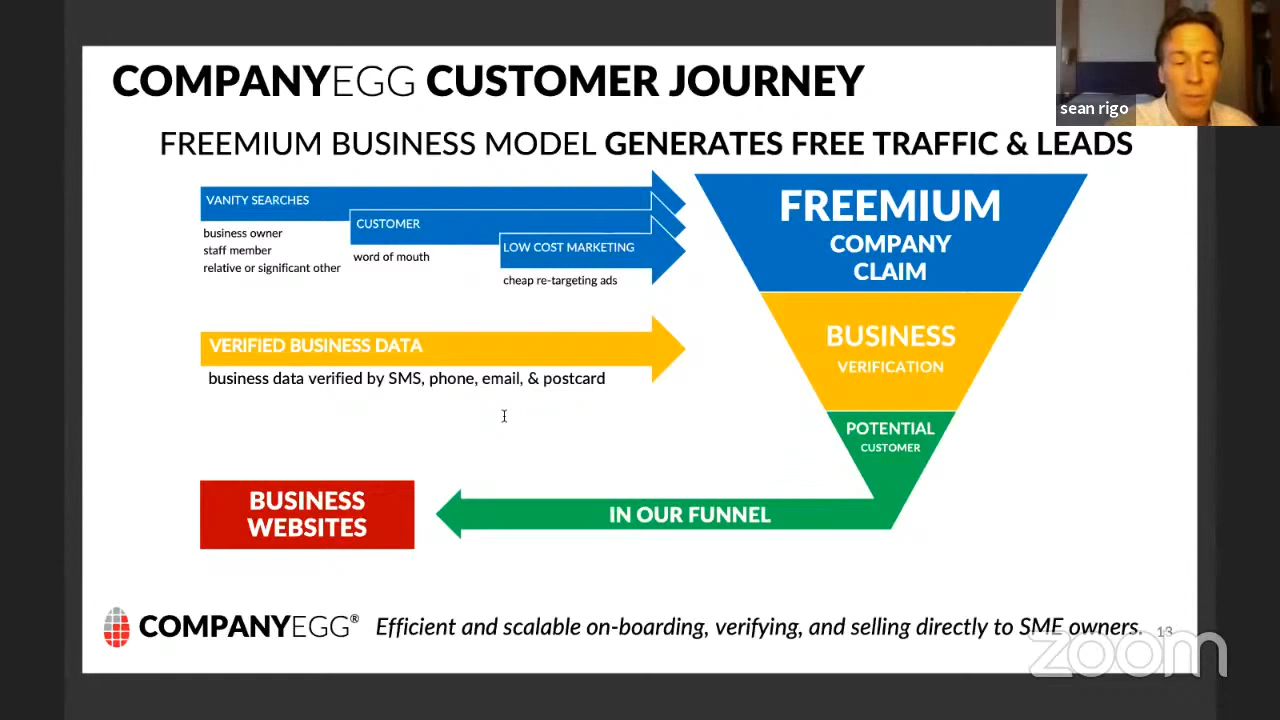 COMPANYEGG CUSTOMER JOURNEY
sean rigo
FREEMIUM BUSINESS MODEL GENERATES FREE TRAFFIC & LEADS
VANITY SEARCHES
business owner
staff member
relative or significant other
CUSTOMER
word of mouth
LOW COST MARKETING
cheap re-targeting ads
FREEMIUM
COMPANY
CLAIM
VERIFIED BUSINESS DATA
business data verified by SMS, phone, email, & postcard
BUSINESS
VERIFICATION
POTENTIAL
CUSTOMER
IN OUR FUNNEL
BUSINESS
WEBSITES
COMPANYEGG® Efficient and scalable on-boarding, verifying, and selling directly to SME owners. 13
zoom